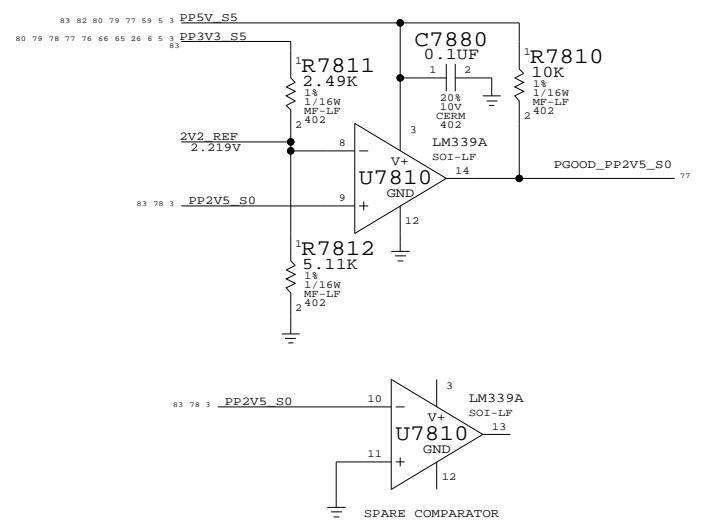 83 82 80 79 77 59 5 3 PP5V_S5
80 79 78 77 76 66 65 26 6 5 3 PP3V3_S5
83
C7880
0.1UF
1 2
20%
10V
CERM
402
1 R7810
10K
1%
1/16W
MF-LF
2 402
1 R7811
2.49K
1%
1/16W
MF-LF
2 402
2V2_REF
2.219V
8
3
LM339A
SOI-LF
V+
U7810
GND
14
PGOOD_PP2V5_S0 77
83 78 3 PP2V5_S0
9
12
1 R7812
5.11K
1%
1/16W
MF-LF
2 402
83 78 3 PP2V5_S0
10
3
LM339A
SOI-LF
V+
U7810
GND
13
11
12
SPARE COMPARATOR